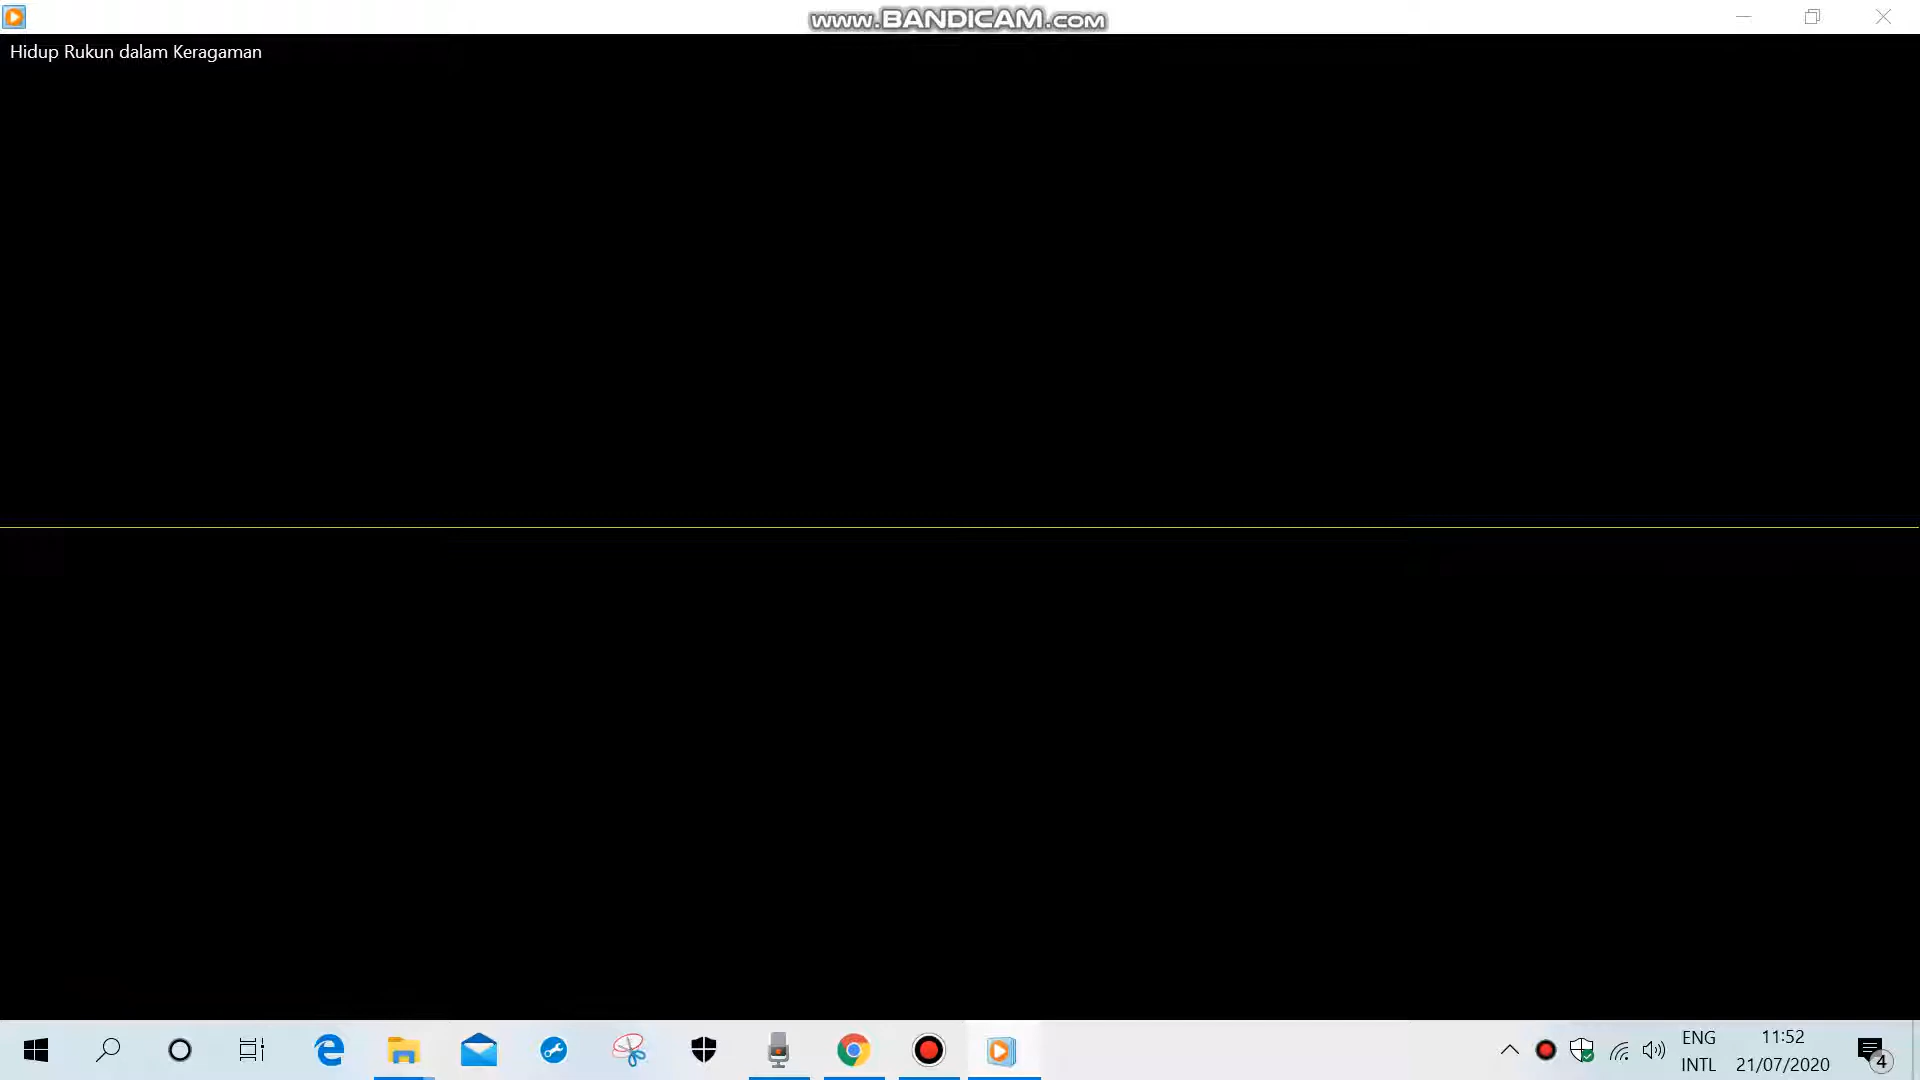 www.BANDICAM.com
Hidup Rukun dalam Keragaman
ENG
INTL
11:52
21/07/2020
4